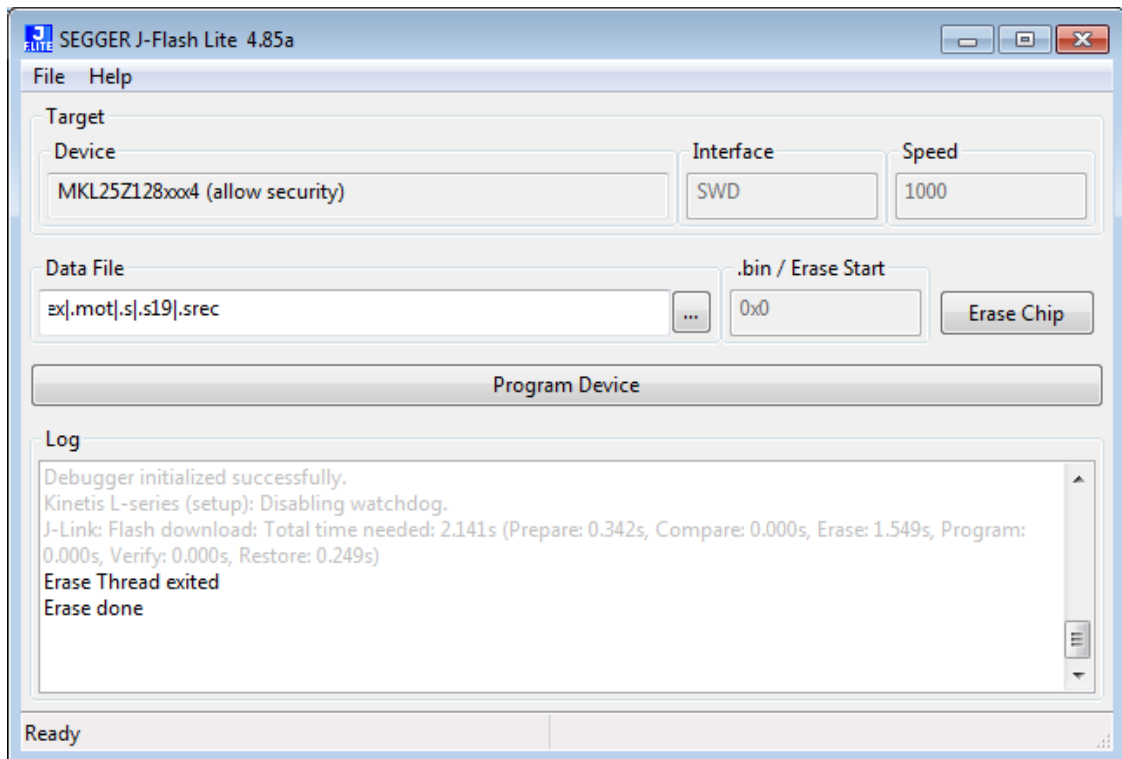 J
F.LITE
SEGGER J-Flash Lite 4.85a
File Help
Target
Device
Interface
Speed
MKL25Z128xxx4 (allow security)
SWD
1000
Data File
.bin / Erase Start
ex|.mot|.s|.s19|.srec
...
0x0
Erase Chip
Program Device
Log
Debugger initialized successfully.
Kinetis L-series (setup): Disabling watchdog.
J-Link: Flash download: Total time needed: 2.141s (Prepare: 0.342s, Compare: 0.000s, Erase: 1.549s, Program:
0.000s, Verify: 0.000s, Restore: 0.249s)
Erase Thread exited
Erase done
Ready